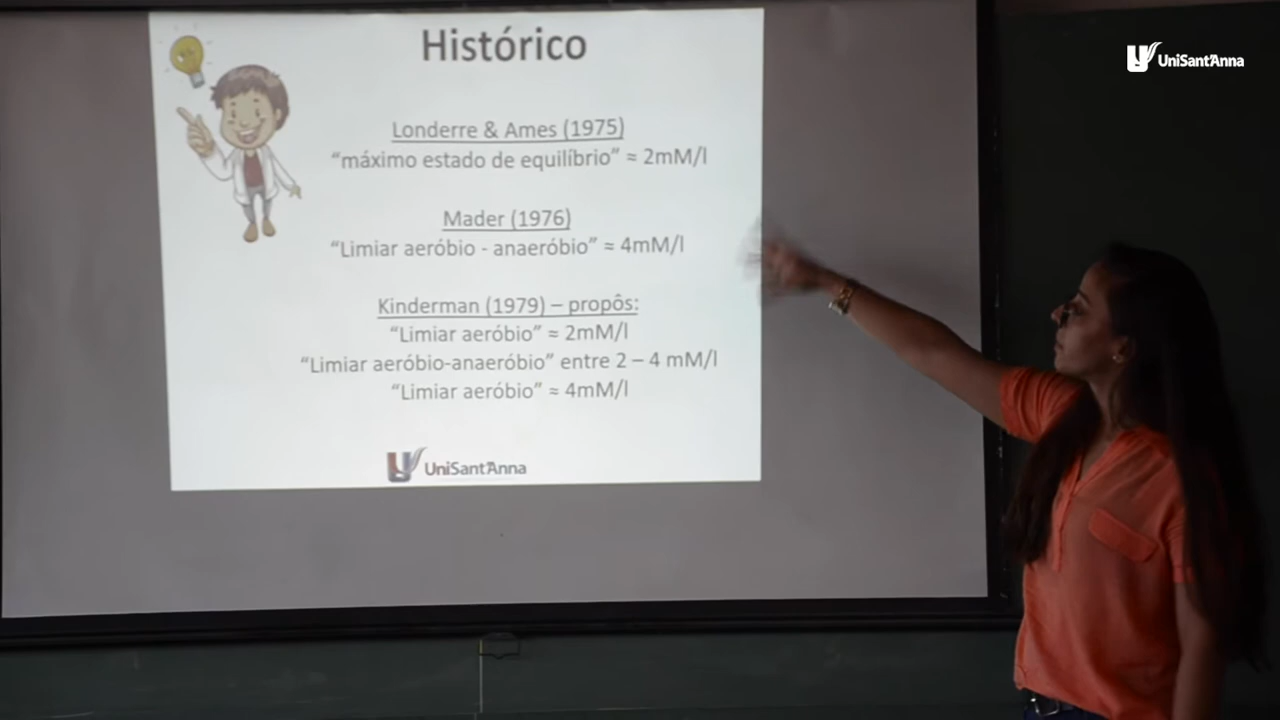 Histórico
UniSant'Anna
Londerre & Ames (1975)
“máximo estado de equilíbrio” ≈ 2mM/l
Mader (1976)
“Limiar aeróbio - anaeróbio” ≈ 4mM/l
Kinderman (1979) – propôs:
“Limiar aeróbio” ≈ 2mM/l
“Limiar aeróbio-anaeróbio” entre 2 – 4 mM/l
“Limiar aeróbio” ≈ 4mM/l
UniSant'Anna